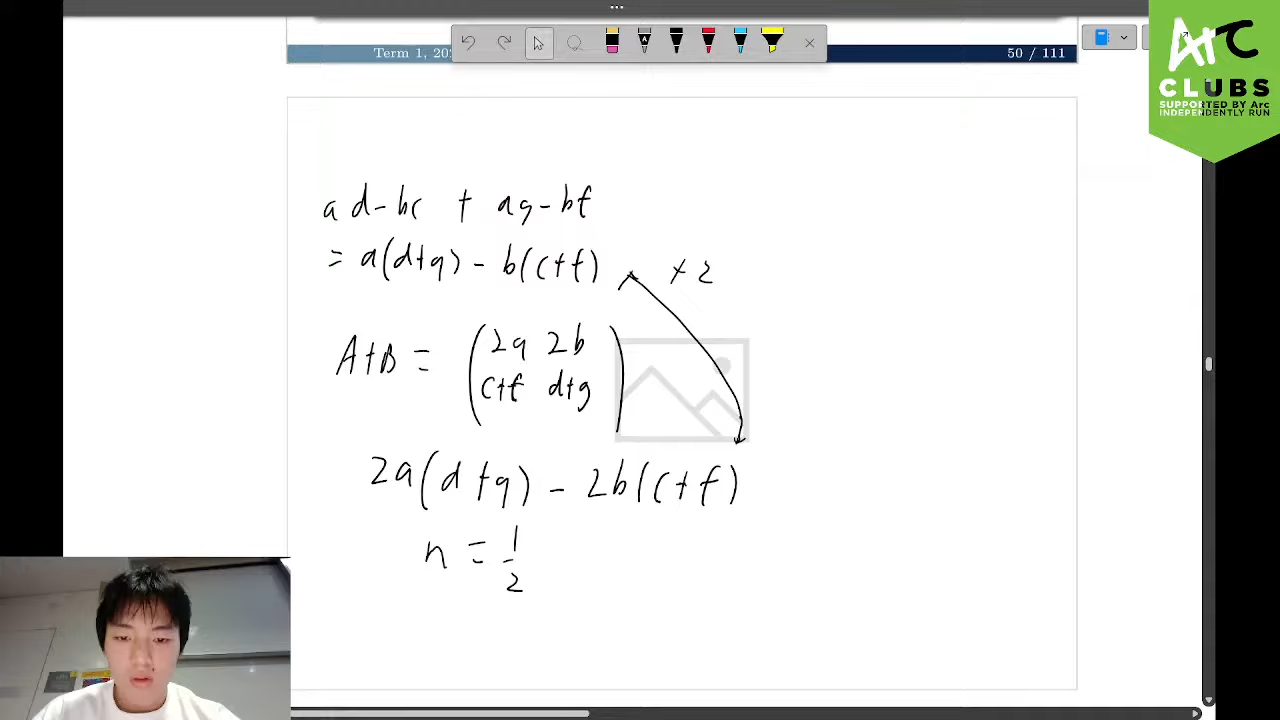 Term 1, 20
50 / 111
Arc
CLUBS
SUPPORTED BY Arc
INDEPENDENTLY RUN
ad-bc + ag-bf
= a(d+g) - b(c+f)
× 2
A+B = (2a 2b
c+f d+g)
2a(d+g) - 2b(c+f)
n = 1/2